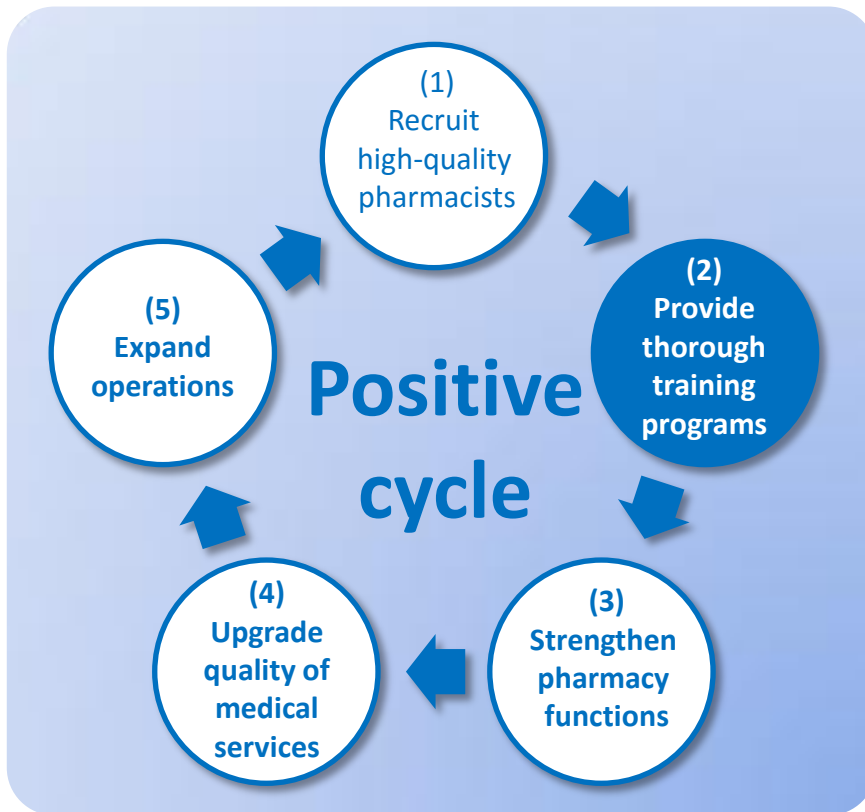 (1)
Recruit
high-quality
pharmacists
(2)
Provide
thorough
training
programs
(3)
Strengthen
pharmacy
functions
(4)
Upgrade
quality of
medical
services
(5)
Expand
operations
Positive
cycle